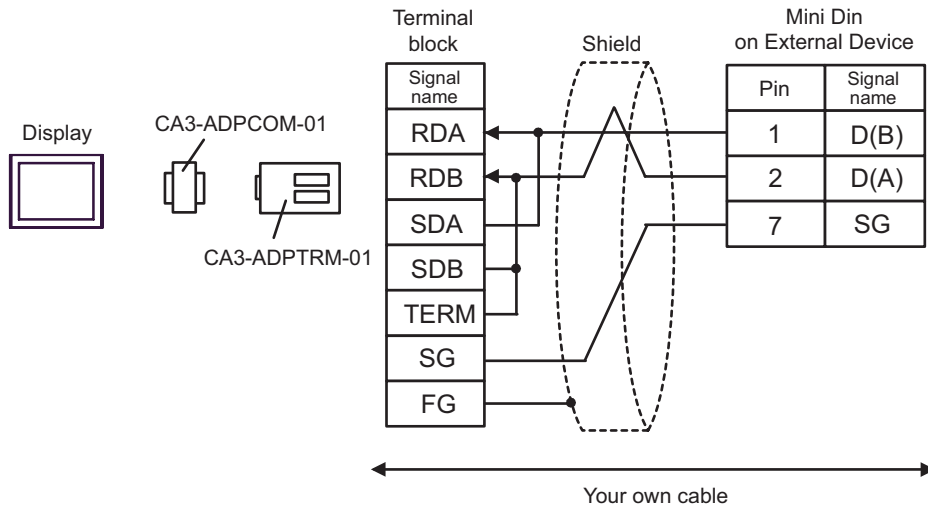 Display
CA3-ADPCOM-01
CA3-ADPTRM-01
Terminal
block
Signal
name
RDA
RDB
SDA
SDB
TERM
SG
FG
Shield
Mini Din
on External Device
Pin Signal
name
1 D(B)
2 D(A)
7 SG
Your own cable